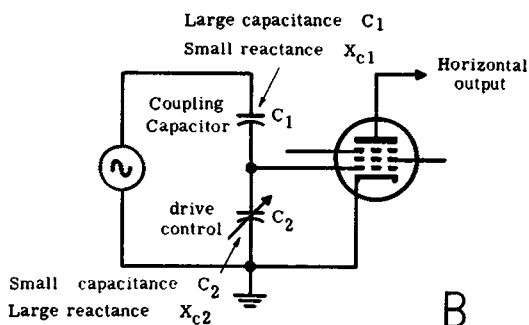 Large capacitance C1
Small reactance Xc1
Horizontal
output
Coupling
Capacitor
C1
drive
control
C2
Small capacitance C2
Large reactance Xc2
B